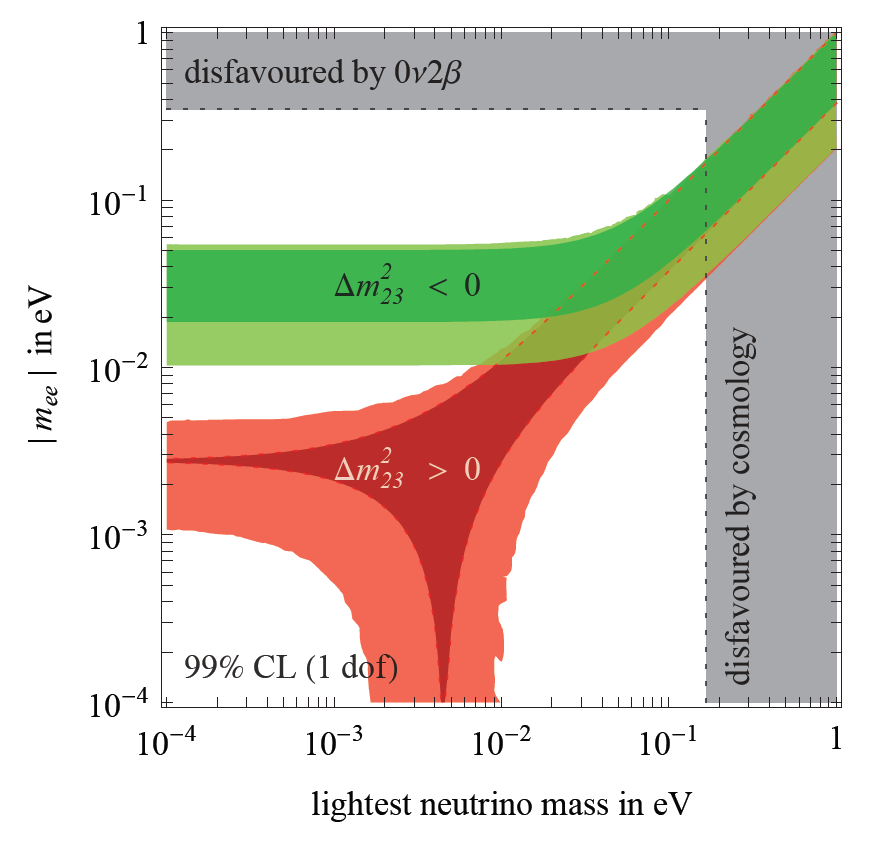 1
disfavoured by 0ν2β
10⁻¹
Δm²₂₃ < 0
| mₑₑ | in eV
10⁻²
Δm²₂₃ > 0
10⁻³
disfavoured by cosmology
99% CL (1 dof)
10⁻⁴
10⁻⁴ 10⁻³ 10⁻² 10⁻¹ 1
lightest neutrino mass in eV